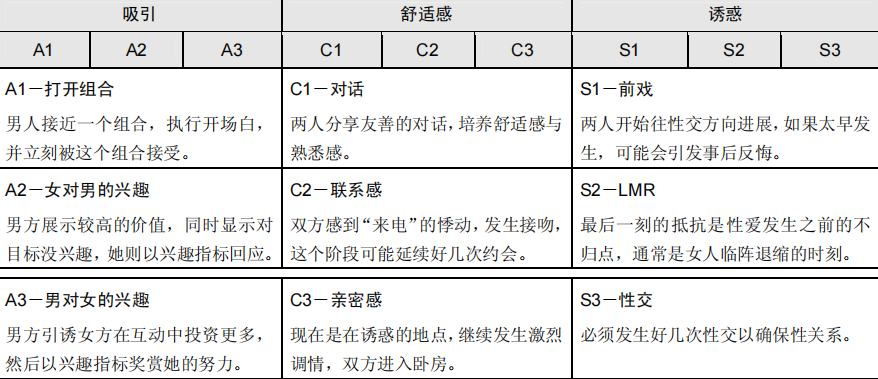 吸引 舒适感 诱惑
A1 A2 A3 C1 C2 C3 S1 S2 S3
A1－打开组合
男人接近一个组合，执行开场白，
并立刻被这个组合接受。
C1－对话
两人分享友善的对话，培养舒适感与
熟悉感。
S1－前戏
两人开始往性交方向进展，如果太早发
生，可能会引发事后反悔。
A2－女对男的兴趣
男方展示较高的价值，同时显示对
目标没兴趣，她则以兴趣指标回应。
C2－联系感
双方感到“来电”的悸动，发生接吻，
这个阶段可能延续好几次约会。
S2－LMR
最后一刻的抵抗是性爱发生之前的不
归点，通常是女人临阵退缩的时刻。
A3－男对女的兴趣
男方引诱女方在互动中投资更多，
然后以兴趣指标奖赏她的努力。
C3－亲密感
现在是在诱惑的地点，继续发生激烈
调情，双方进入卧房。
S3－性交
必须发生好几次性交以确保性关系。